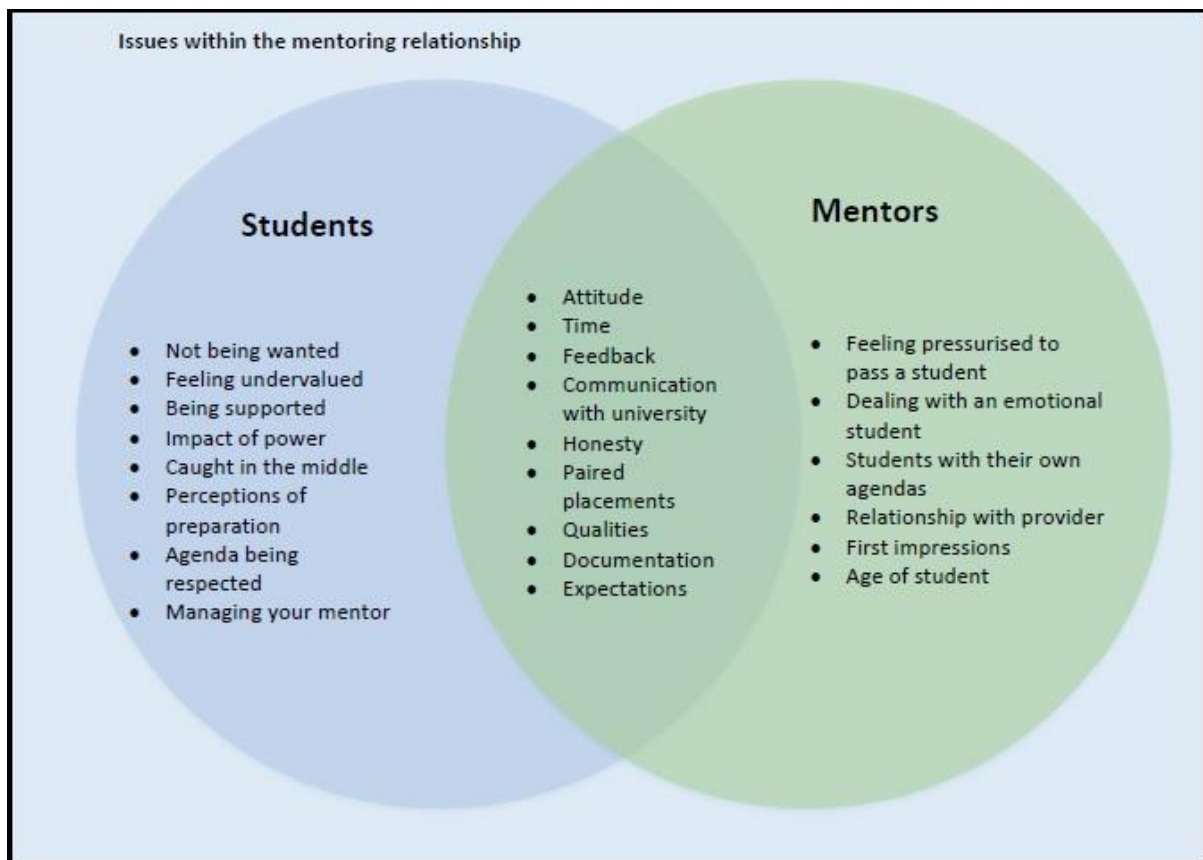 Issues within the mentoring relationship
Students
• Not being wanted
• Feeling undervalued
• Being supported
• Impact of power
• Caught in the middle
• Perceptions of
preparation
• Agenda being
respected
• Managing your mentor
• Attitude
• Time
• Feedback
• Communication
with university
• Honesty
• Paired
placements
• Qualities
• Documentation
• Expectations
Mentors
• Feeling pressurised to
pass a student
• Dealing with an emotional
student
• Students with their own
agendas
• Relationship with provider
• First impressions
• Age of student